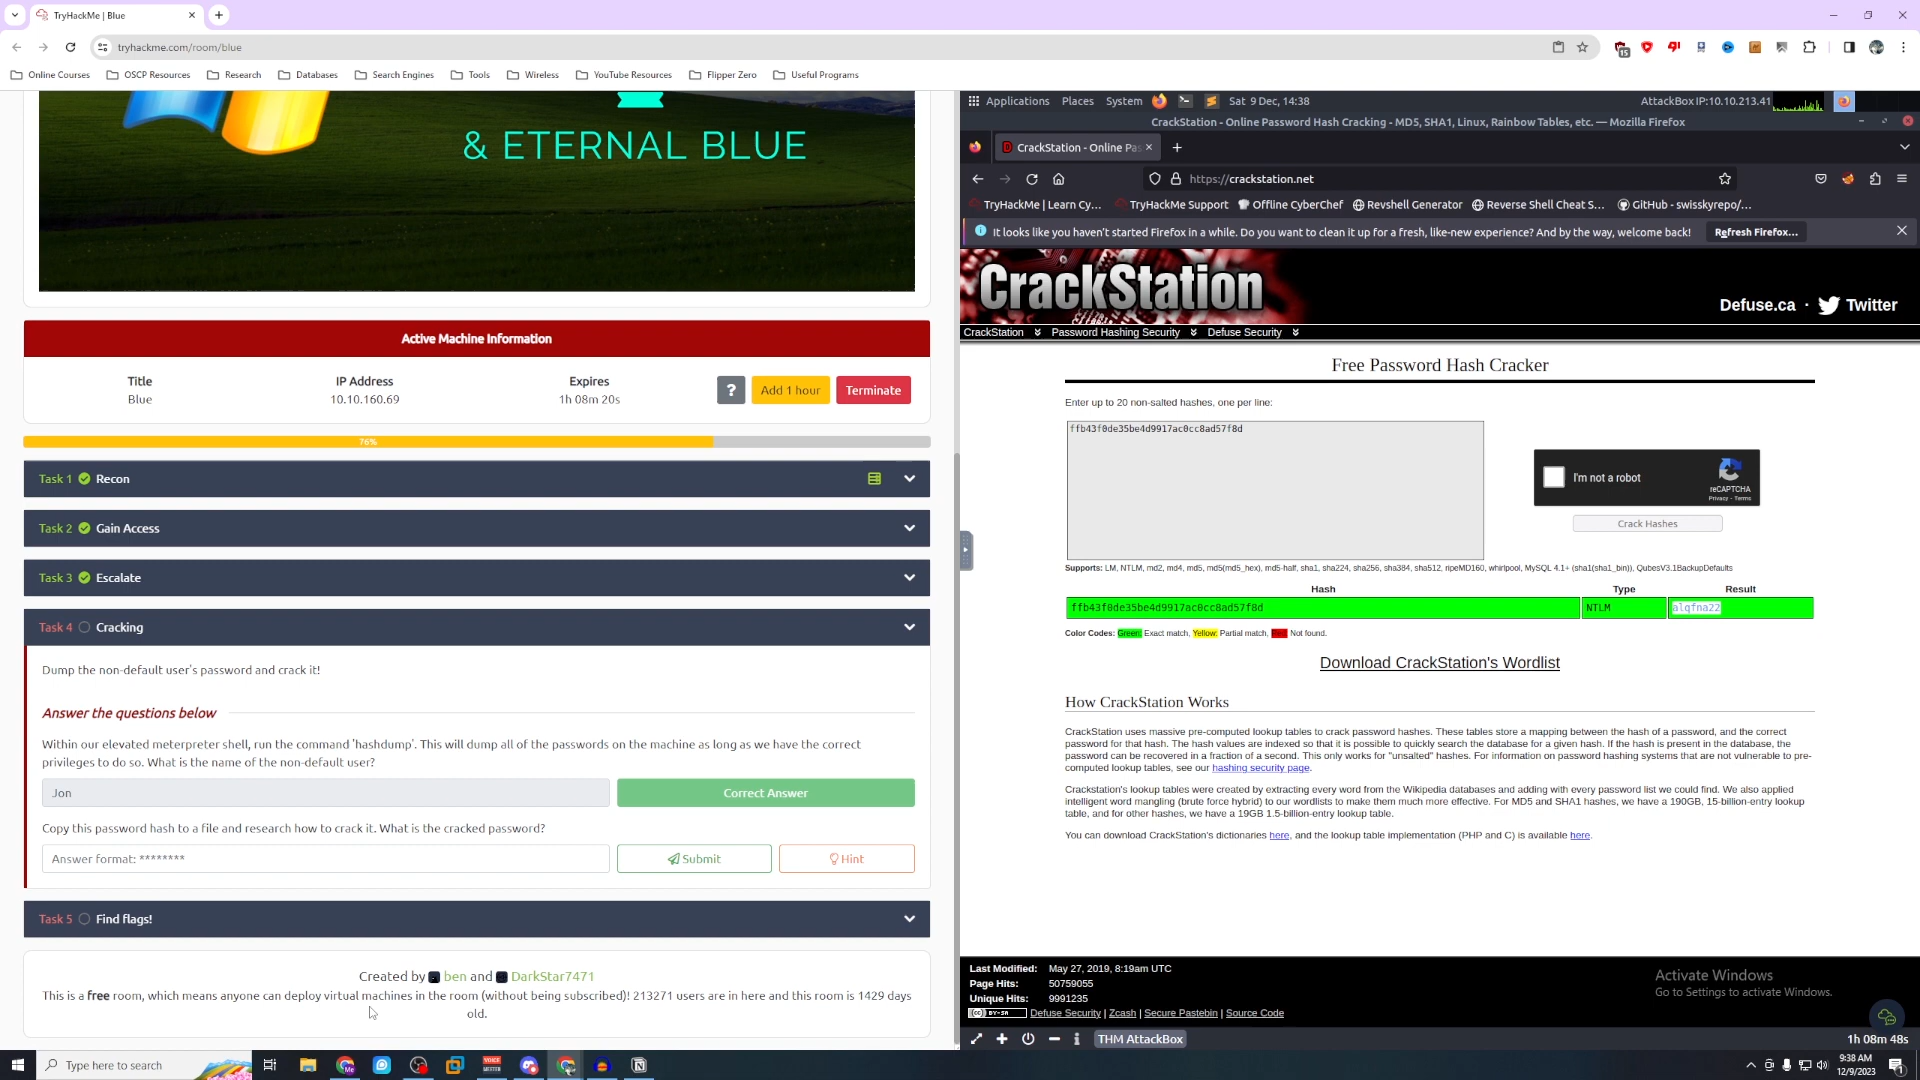 TryHackMe | Blue
tryhackme.com/room/blue
Online Courses
OSCP Resources
Research
Databases
Search Engines
Tools
Wireless
YouTube Resources
Flipper Zero
Useful Programs
& ETERNAL BLUE
Active Machine Information
Title
IP Address
Expires
Blue
10.10.160.69
1h 08m 20s
?
Add 1 hour
Terminate
76%
Task 1 Recon
Task 2 Gain Access
Task 3 Escalate
Task 4 Cracking
Dump the non-default user's password and crack it!
Answer the questions below
Within our elevated meterpreter shell, run the command 'hashdump'. This will dump all of the passwords on the machine as long as we have the correct
privileges to do so. What is the name of the non-default user?
Jon
Correct Answer
Copy this password hash to a file and research how to crack it. What is the cracked password?
Answer format: ********
Submit
Hint
Task 5 Find flags!
Created by ben and DarkStar7471
This is a free room, which means anyone can deploy virtual machines in the room (without being subscribed)! 213271 users are in here and this room is 1429 days
old.
Applications Places System Sat 9 Dec, 14:38
AttackBox IP:10.10.213.41
CrackStation - Online Password Hash Cracking - MD5, SHA1, Linux, Rainbow Tables, etc. — Mozilla Firefox
CrackStation - Online Pas
https://crackstation.net
TryHackMe | Learn Cy...
TryHackMe Support
Offline CyberChef
Revshell Generator
Reverse Shell Cheat S...
GitHub - swisskyrepo/...
It looks like you haven't started Firefox in a while. Do you want to clean it up for a fresh, like-new experience? And by the way, welcome back!
Refresh Firefox...
CrackStation
Defuse.ca · Twitter
CrackStation
Password Hashing Security
Defuse Security
Free Password Hash Cracker
Enter up to 20 non-salted hashes, one per line:
ffb43f0de35be4d9917ac0cc8ad57f8d
I'm not a robot
reCAPTCHA
Privacy - Terms
Crack Hashes
Supports: LM, NTLM, md2, md4, md5, md5(md5_hex), md5-half, sha1, sha224, sha256, sha384, sha512, ripeMD160, whirlpool, MySQL 4.1+ (sha1(sha1_bin)), QubesV3.1BackupDefaults
Hash
Type
Result
ffb43f0de35be4d9917ac0cc8ad57f8d
NTLM
alqfna22
Color Codes: Green: Exact match, Yellow: Partial match, Red: Not found.
Download CrackStation's Wordlist
How CrackStation Works
CrackStation uses massive pre-computed lookup tables to crack password hashes. These tables store a mapping between the hash of a password, and the correct
password for that hash. The hash values are indexed so that it is possible to quickly search the database for a given hash. If the hash is present in the database, the
password can be recovered in a fraction of a second. This only works for "unsalted" hashes. For information on password hashing systems that are not vulnerable to pre-
computed lookup tables, see our hashing security page.
Crackstation's lookup tables were created by extracting every word from the Wikipedia databases and adding with every password list we could find. We also applied
intelligent word mangling (brute force hybrid) to our wordlists to make them much more effective. For MD5 and SHA1 hashes, we have a 190GB, 15-billion-entry lookup
table, and for other hashes, we have a 19GB 1.5-billion-entry lookup table.
You can download CrackStation's dictionaries here, and the lookup table implementation (PHP and C) is available here.
Last Modified: May 27, 2019, 8:19am UTC
Page Hits: 50759055
Unique Hits: 9991235
Defuse Security | Zcash | Secure Pastebin | Source Code
Activate Windows
Go to Settings to activate Windows.
THM AttackBox
1h 08m 48s
Type here to search
9:38 AM
12/9/2023